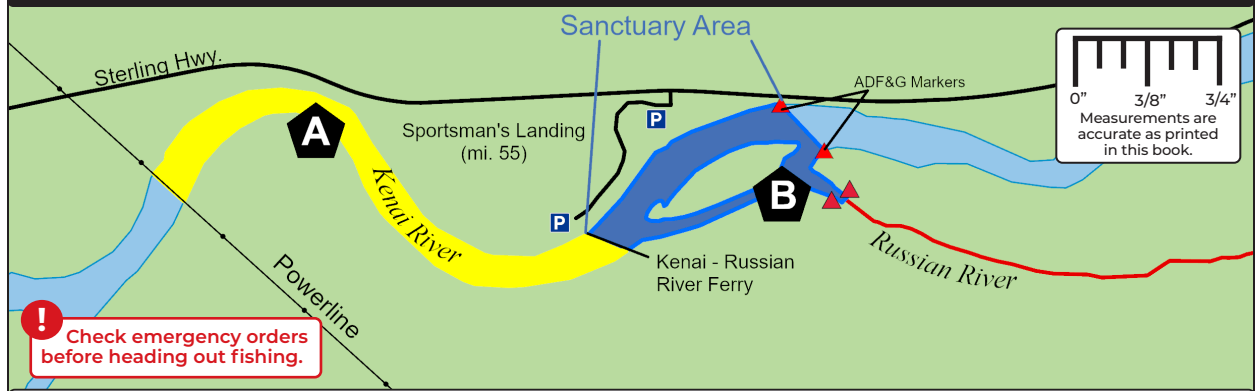 Sanctuary Area
Sterling Hwy.
ADF&G Markers
0” 3/8” 3/4”
Measurements are
accurate as printed
in this book.
A
Sportsman's Landing
(mi. 55)
P
P
Kenai River
B
Kenai - Russian
River Ferry
Russian River
Powerline
!
Check emergency orders
before heading out fishing.